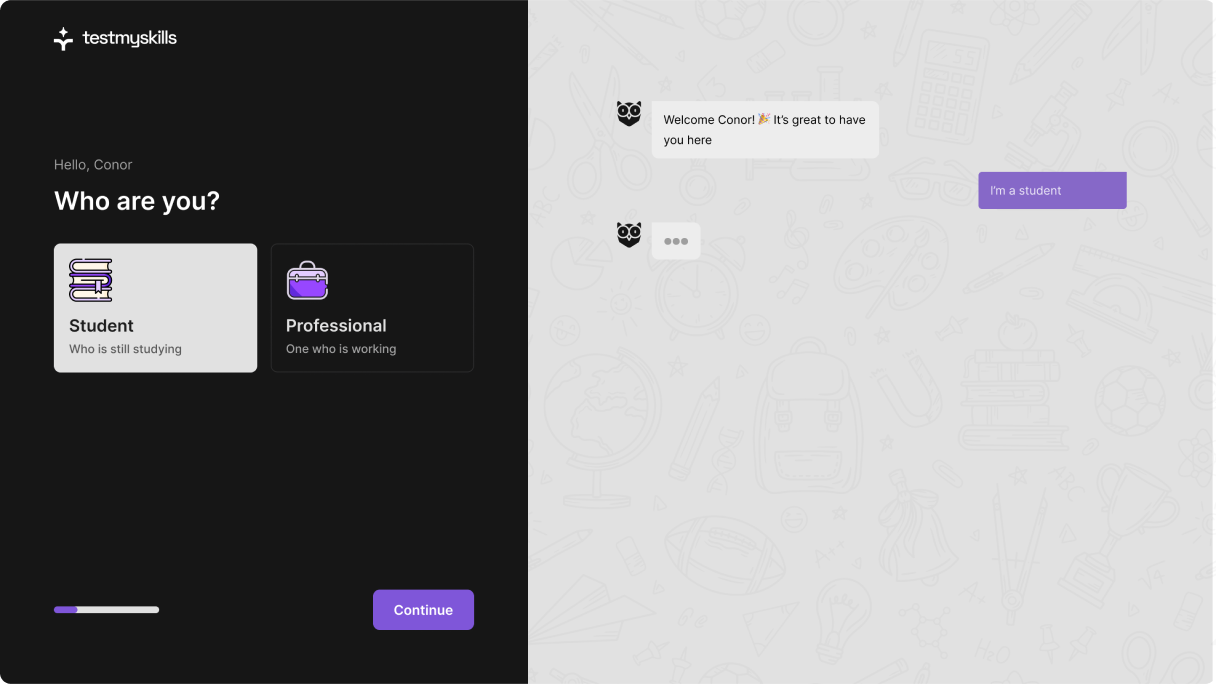 testmyskills
Hello, Conor
Who are you?
Student
Who is still studying
Professional
One who is working
Continue
Welcome Conor! 🎉 It's great to have
you here
I'm a student
A++
H₂O